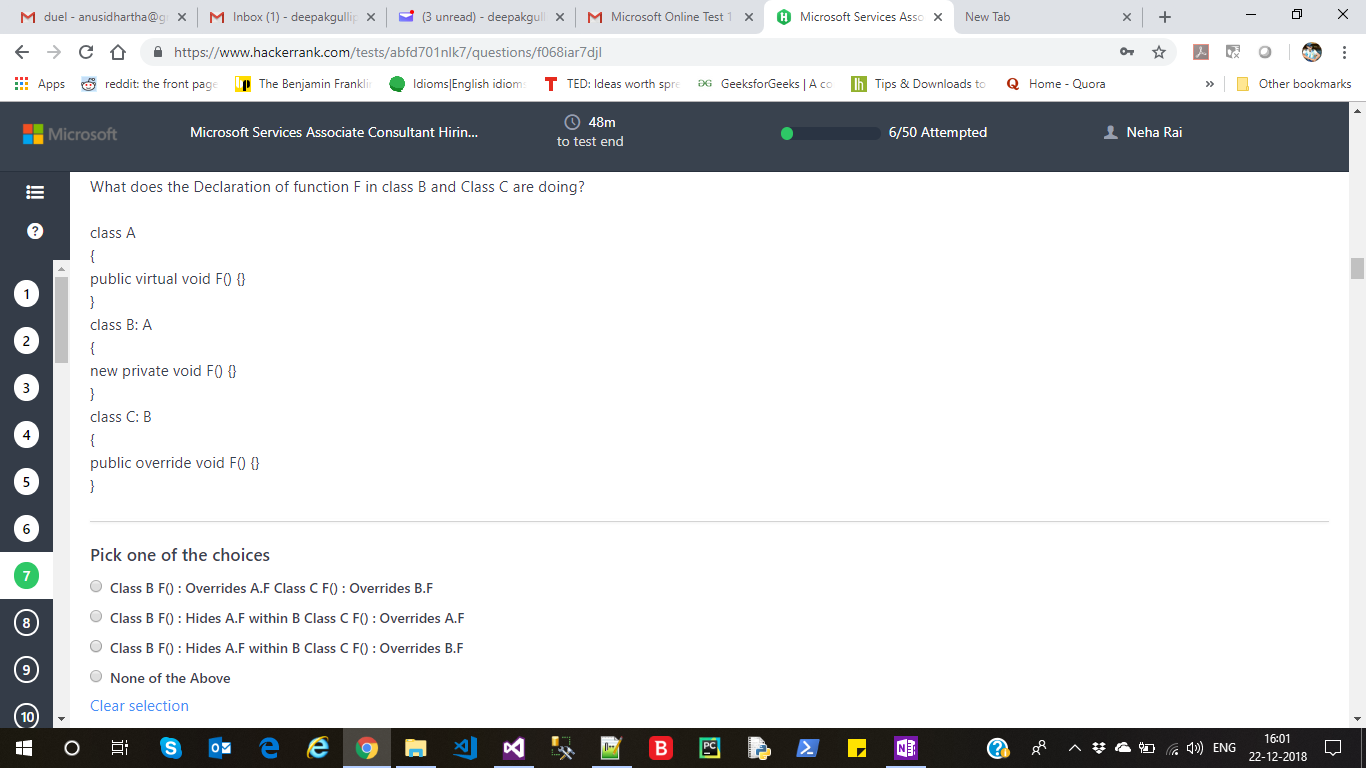 duel - anusidhartha@g
Inbox (1) - deepakgullip
(3 unread) - deepakgull
Microsoft Online Test 1
Microsoft Services Asso
New Tab
https://www.hackerrank.com/tests/abfd701nlk7/questions/f068iar7djl
Apps
reddit: the front page
The Benjamin Franklin
Idioms|English idioms
TED: Ideas worth spre
GeeksforGeeks | A co
Tips & Downloads to
Home - Quora
»
Other bookmarks
Microsoft
Microsoft Services Associate Consultant Hirin...
48m
to test end
6/50 Attempted
Neha Rai
?
1
2
3
4
5
6
7
8
9
10
What does the Declaration of function F in class B and Class C are doing?
class A
{
public virtual void F() {}
}
class B: A
{
new private void F() {}
}
class C: B
{
public override void F() {}
}
Pick one of the choices
Class B F() : Overrides A.F Class C F() : Overrides B.F
Class B F() : Hides A.F within B Class C F() : Overrides A.F
Class B F() : Hides A.F within B Class C F() : Overrides B.F
None of the Above
Clear selection
ENG
16:01
22-12-2018